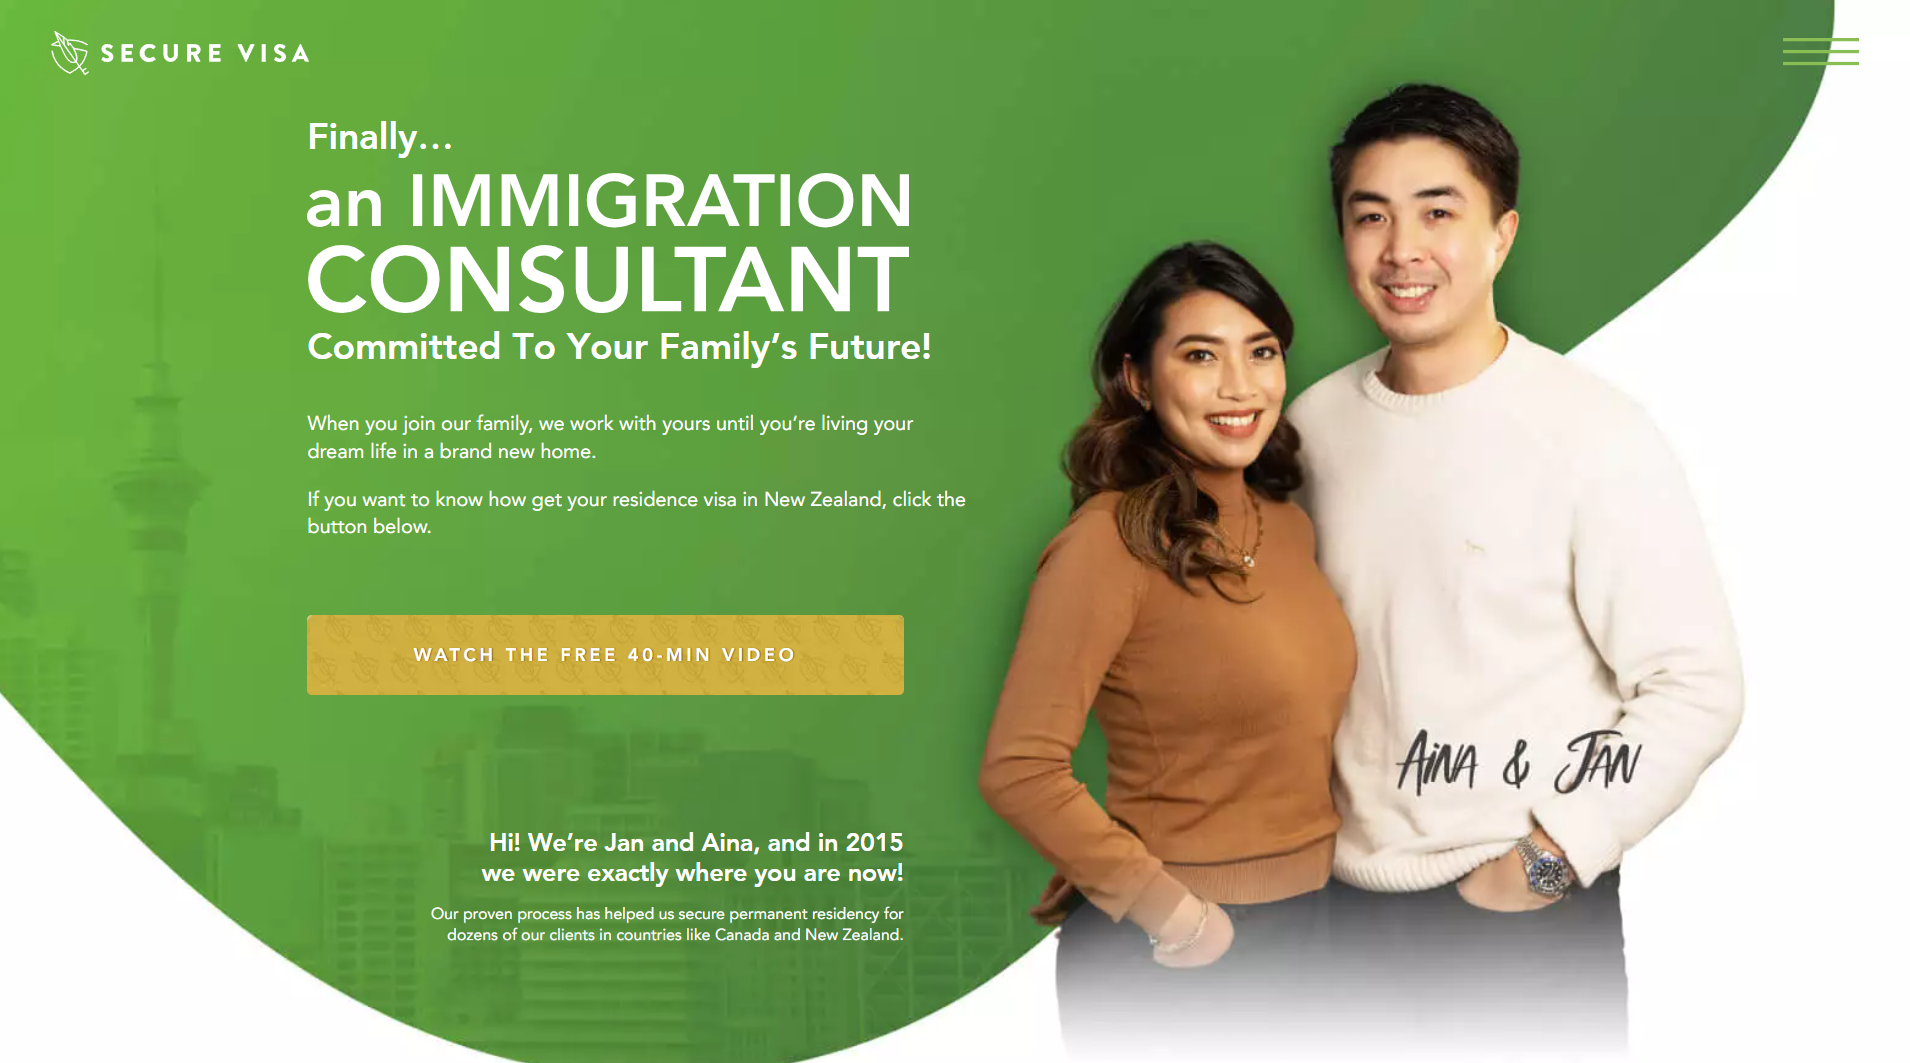 SECURE VISA
Finally...
an IMMIGRATION
CONSULTANT
Committed To Your Family's Future!
When you join our family, we work with yours until you're living your
dream life in a brand new home.
If you want to know how get your residence visa in New Zealand, click the
button below.
WATCH THE FREE 40-MIN VIDEO
AiNA & JAN
Hi! We're Jan and Aina, and in 2015
we were exactly where you are now!
Our proven process has helped us secure permanent residency for
dozens of our clients in countries like Canada and New Zealand.